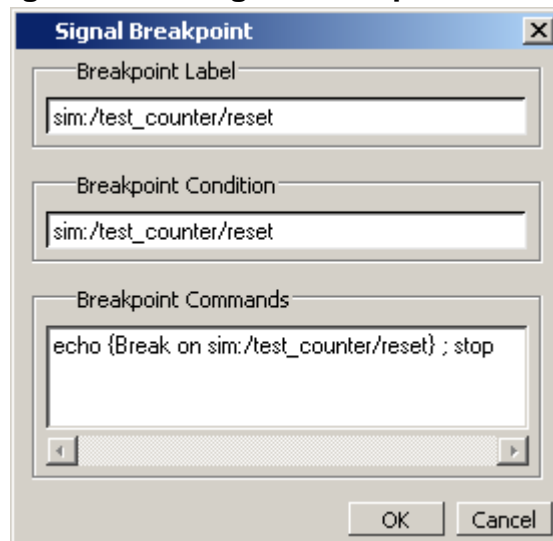 Signal Breakpoint
Breakpoint Label
sim:/test_counter/reset
Breakpoint Condition
sim:/test_counter/reset
Breakpoint Commands
echo {Break on sim:/test_counter/reset} ; stop
OK Cancel